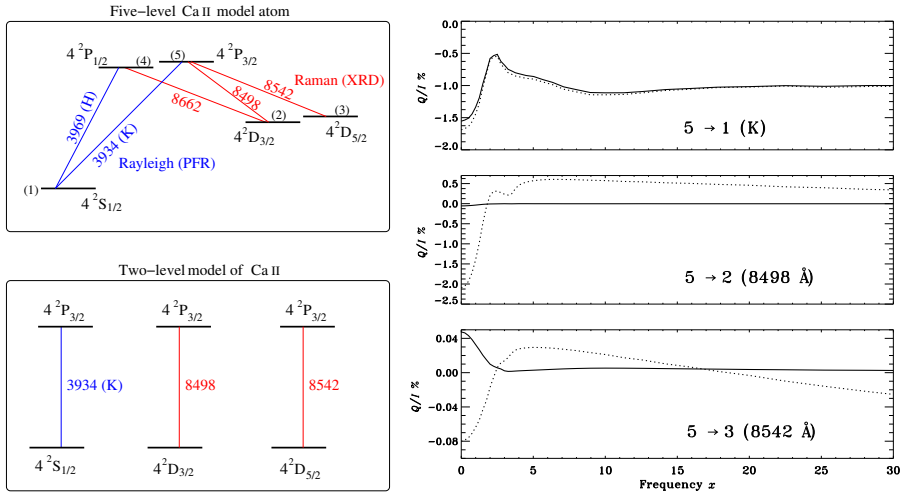 Five−level Ca II model atom
4 ²P₁/₂ (4)
(5) 4 ²P₃/₂
Raman (XRD)
3969 (H)
3934 (K)
8662
8498
8542
(3)
(2)
4 ²D₃/₂
4 ²D₅/₂
Rayleigh (PFR)
(1)
4 ²S₁/₂
Two−level model of Ca II
4 ²P₃/₂
4 ²P₃/₂
4 ²P₃/₂
3934 (K)
8498
8542
4 ²S₁/₂
4 ²D₃/₂
4 ²D₅/₂
0.0
−0.5
−1.0
−1.5
−2.0
Q/I %
5 → 1 (K)
0.5
0.0
−0.5
−1.0
−1.5
−2.0
−2.5
Q/I %
5 → 2 (8498 Å)
0.04
0.00
−0.04
−0.08
Q/I %
5 → 3 (8542 Å)
0 5 10 15 20 25 30
Frequency x